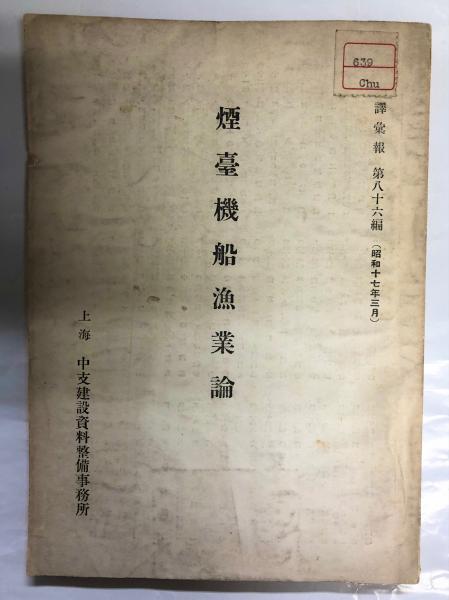 639
Chu
譯彙報 第八十六編 (昭和十七年三月)
煙臺機船漁業論
上海 中支建設資料整備事務所